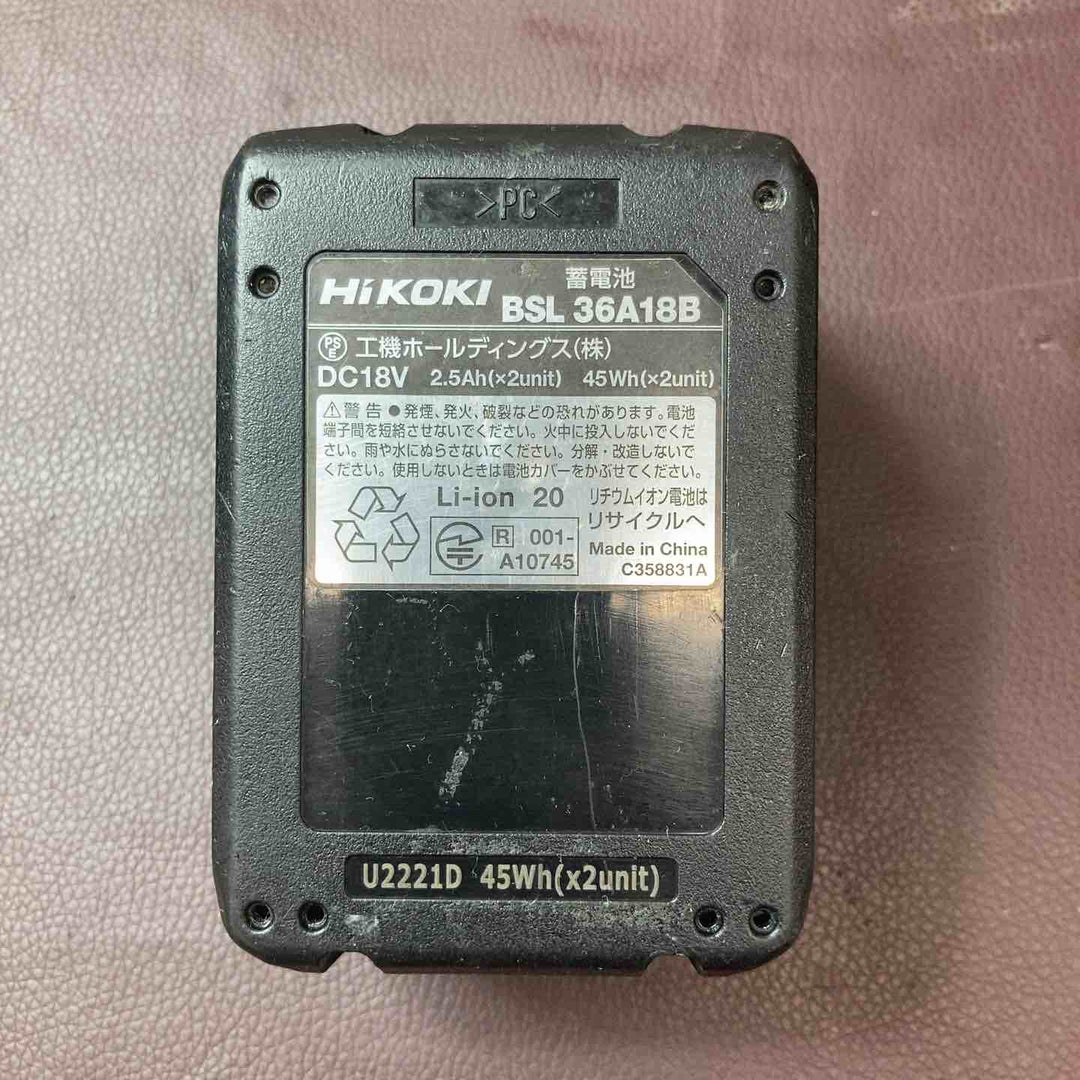 >PC<
HiKOKI
蓄電池
BSL 36A18B
PSE 工機ホールディングス(株)
DC18V 2.5Ah(×2unit) 45Wh(×2unit)
⚠警告 ●発煙、発火、破裂などの恐れがあります。電池
端子間を短絡させないでください。火中に投入しないでくだ
さい。雨や水にぬらさないでください。分解・改造しないで
ください。使用しないときは電池カバーをかぶせてください。
Li-ion 20
リチウムイオン電池は
リサイクルへ
R 001-
A10745
Made in China
C358831A
U2221D 45Wh(x2unit)